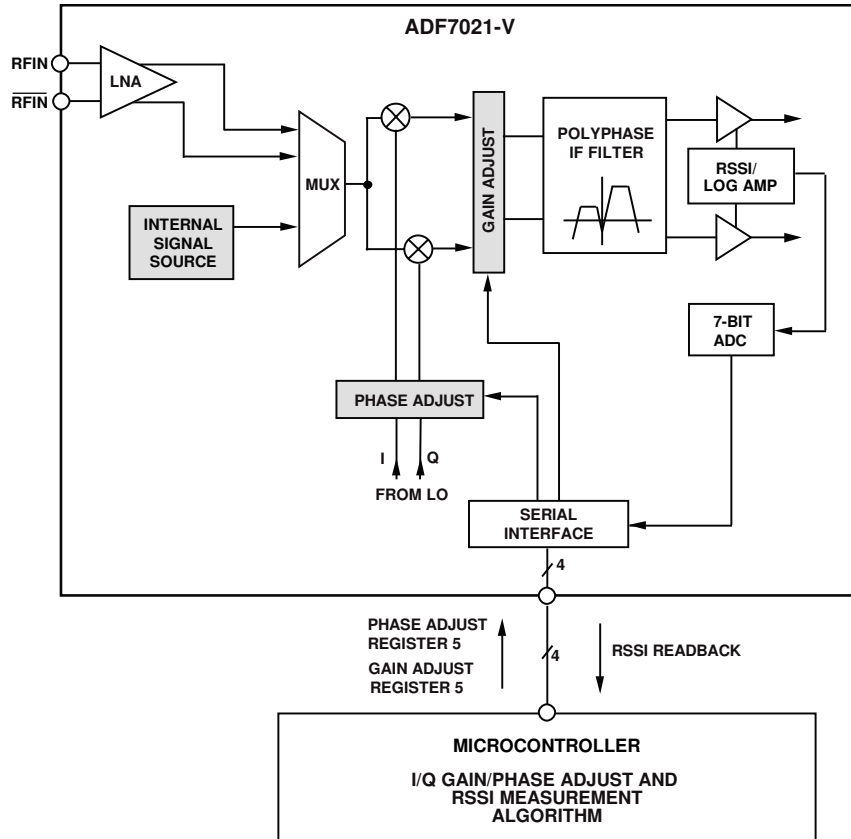 ADF7021-V
RFIN
RFIN
LNA
MUX
INTERNAL
SIGNAL
SOURCE
GAIN ADJUST
POLYPHASE
IF FILTER
RSSI/
LOG AMP
7-BIT
ADC
PHASE ADJUST
I
Q
FROM LO
SERIAL
INTERFACE
4
PHASE ADJUST
REGISTER 5
GAIN ADJUST
REGISTER 5
4
RSSI READBACK
MICROCONTROLLER
I/Q GAIN/PHASE ADJUST AND
RSSI MEASUREMENT
ALGORITHM